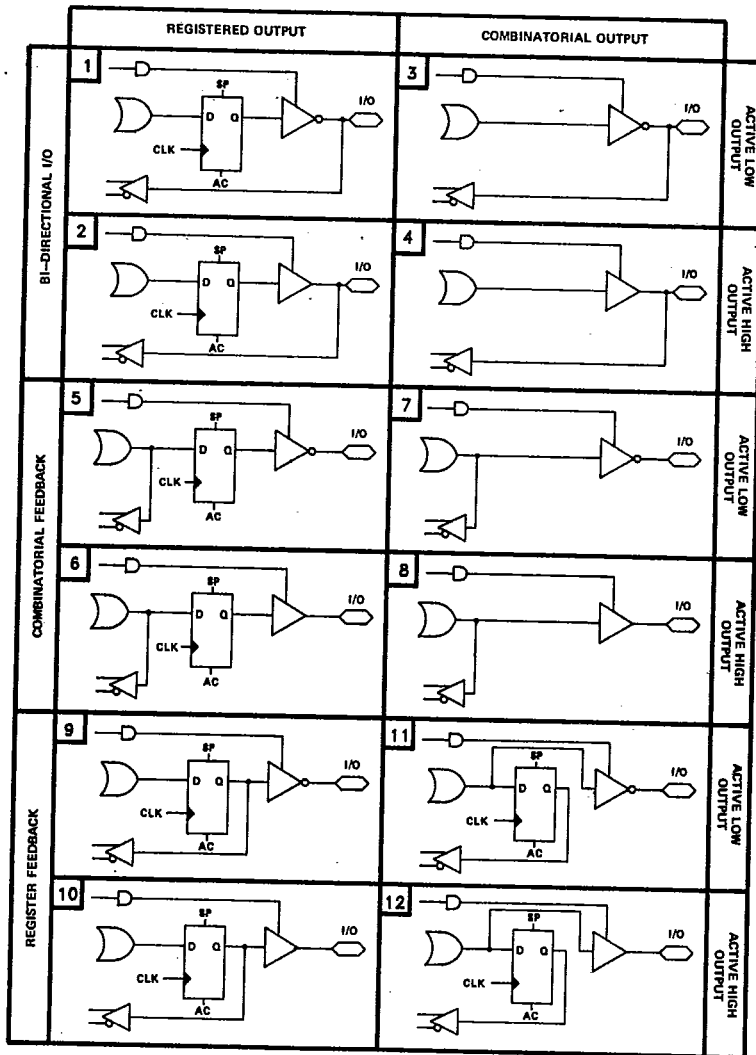 REGISTERED OUTPUT
COMBINATORIAL OUTPUT
BI-DIRECTIONAL I/O
1
SP
I/O
D Q
CLK
AC
3
I/O
ACTIVE LOW
OUTPUT
2
SP
I/O
D Q
CLK
AC
4
I/O
ACTIVE HIGH
OUTPUT
COMBINATORIAL FEEDBACK
5
SP
I/O
D Q
CLK
AC
7
I/O
ACTIVE LOW
OUTPUT
6
SP
I/O
D Q
CLK
AC
8
I/O
ACTIVE HIGH
OUTPUT
REGISTER FEEDBACK
9
SP
I/O
D Q
CLK
AC
11
SP
I/O
D Q
CLK
AC
ACTIVE LOW
OUTPUT
10
SP
I/O
D Q
CLK
AC
12
SP
I/O
D Q
CLK
AC
ACTIVE HIGH
OUTPUT